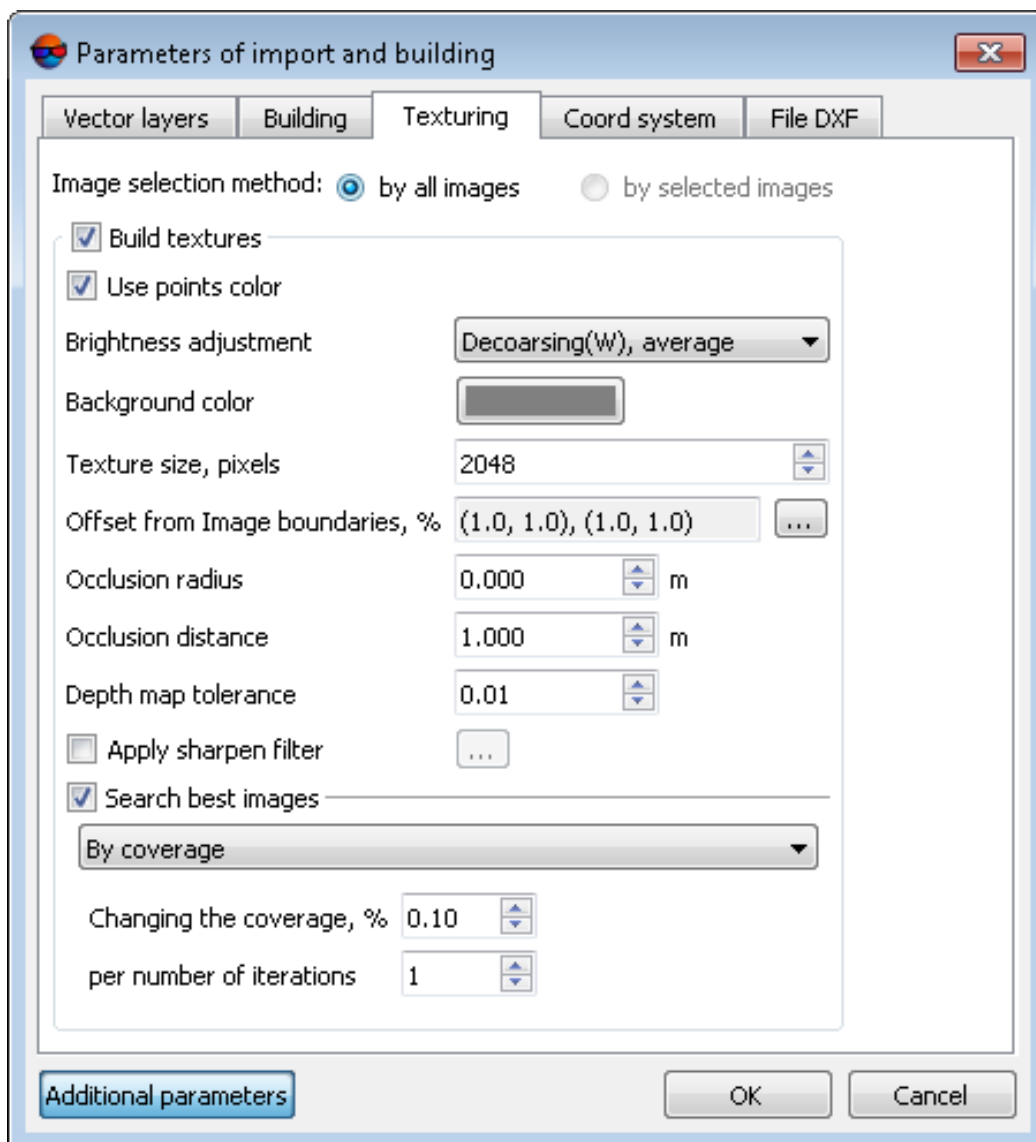 Parameters of import and building
Vector layers Building Texturing Coord system File DXF
Image selection method: by all images by selected images
Build textures
Use points color
Brightness adjustment Decoarsing(W), average
Background color
Texture size, pixels 2048
Offset from Image boundaries, % (1.0, 1.0), (1.0, 1.0) ...
Occlusion radius 0.000 m
Occlusion distance 1.000 m
Depth map tolerance 0.01
Apply sharpen filter ...
Search best images
By coverage
Changing the coverage, % 0.10
per number of iterations 1
Additional parameters OK Cancel